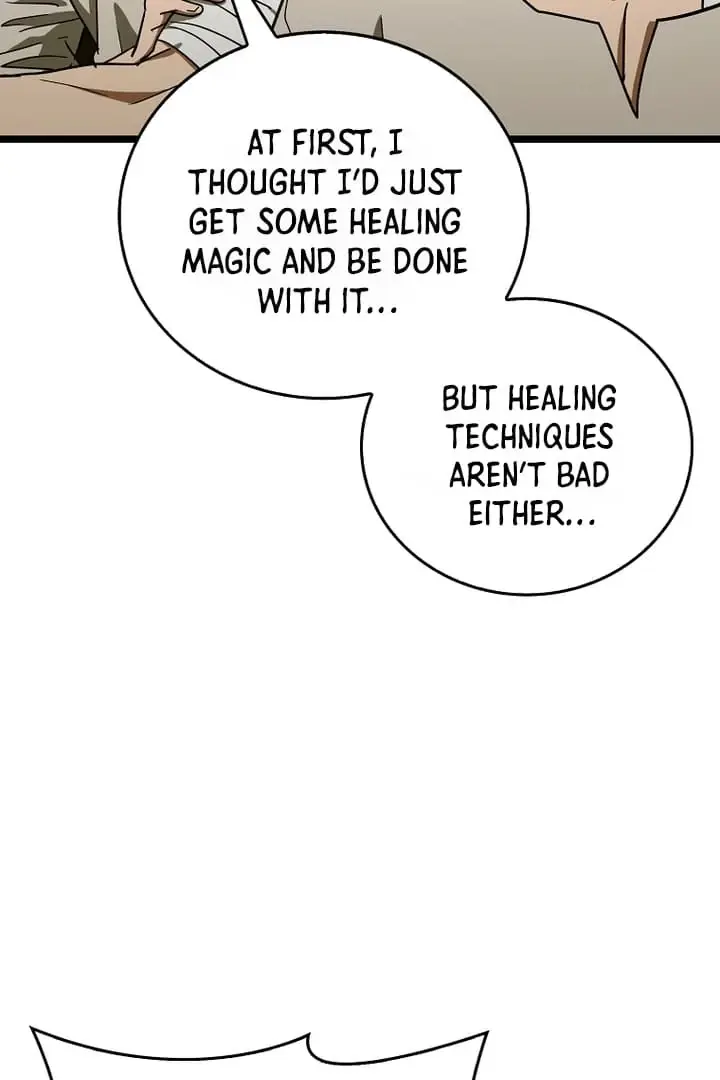 AT FIRST, I
THOUGHT I'D JUST
GET SOME HEALING
MAGIC AND BE DONE
WITH IT...
BUT HEALING
TECHNIQUES
AREN'T BAD
EITHER...